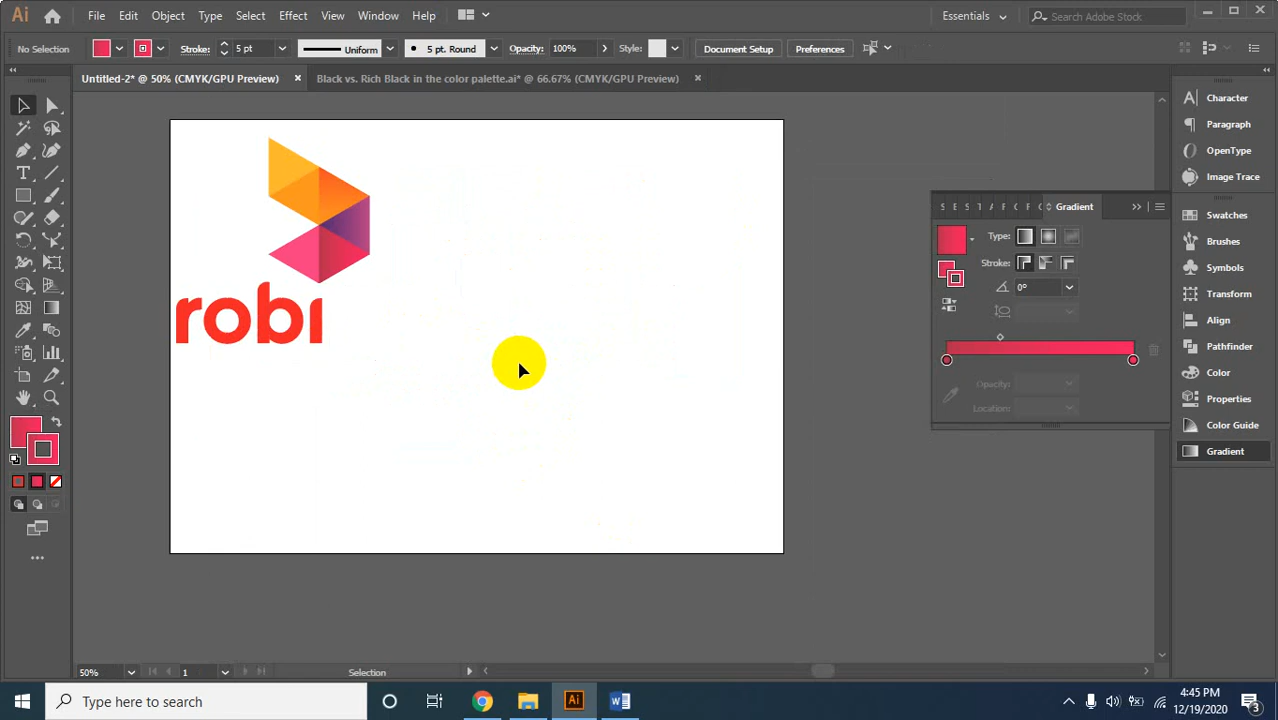 Ai File Edit Object Type Select Effect View Window Help Essentials Search Adobe Stock
No Selection Stroke: 5 pt Uniform 5 pt. Round Opacity: 100% Style: Document Setup Preferences
Untitled-2* @ 50% (CMYK/GPU Preview) Black vs. Rich Black in the color palette.ai* @ 66.67% (CMYK/GPU Preview)
Character
Paragraph
OpenType
Image Trace
Swatches
Brushes
Symbols
Transform
Align
Pathfinder
Color
Properties
Color Guide
Gradient
S E S T A F C F C Gradient
Type:
Stroke:
0°
Opacity:
Location:
robi
50% 1 Selection
Type here to search
4:45 PM
12/19/2020
3